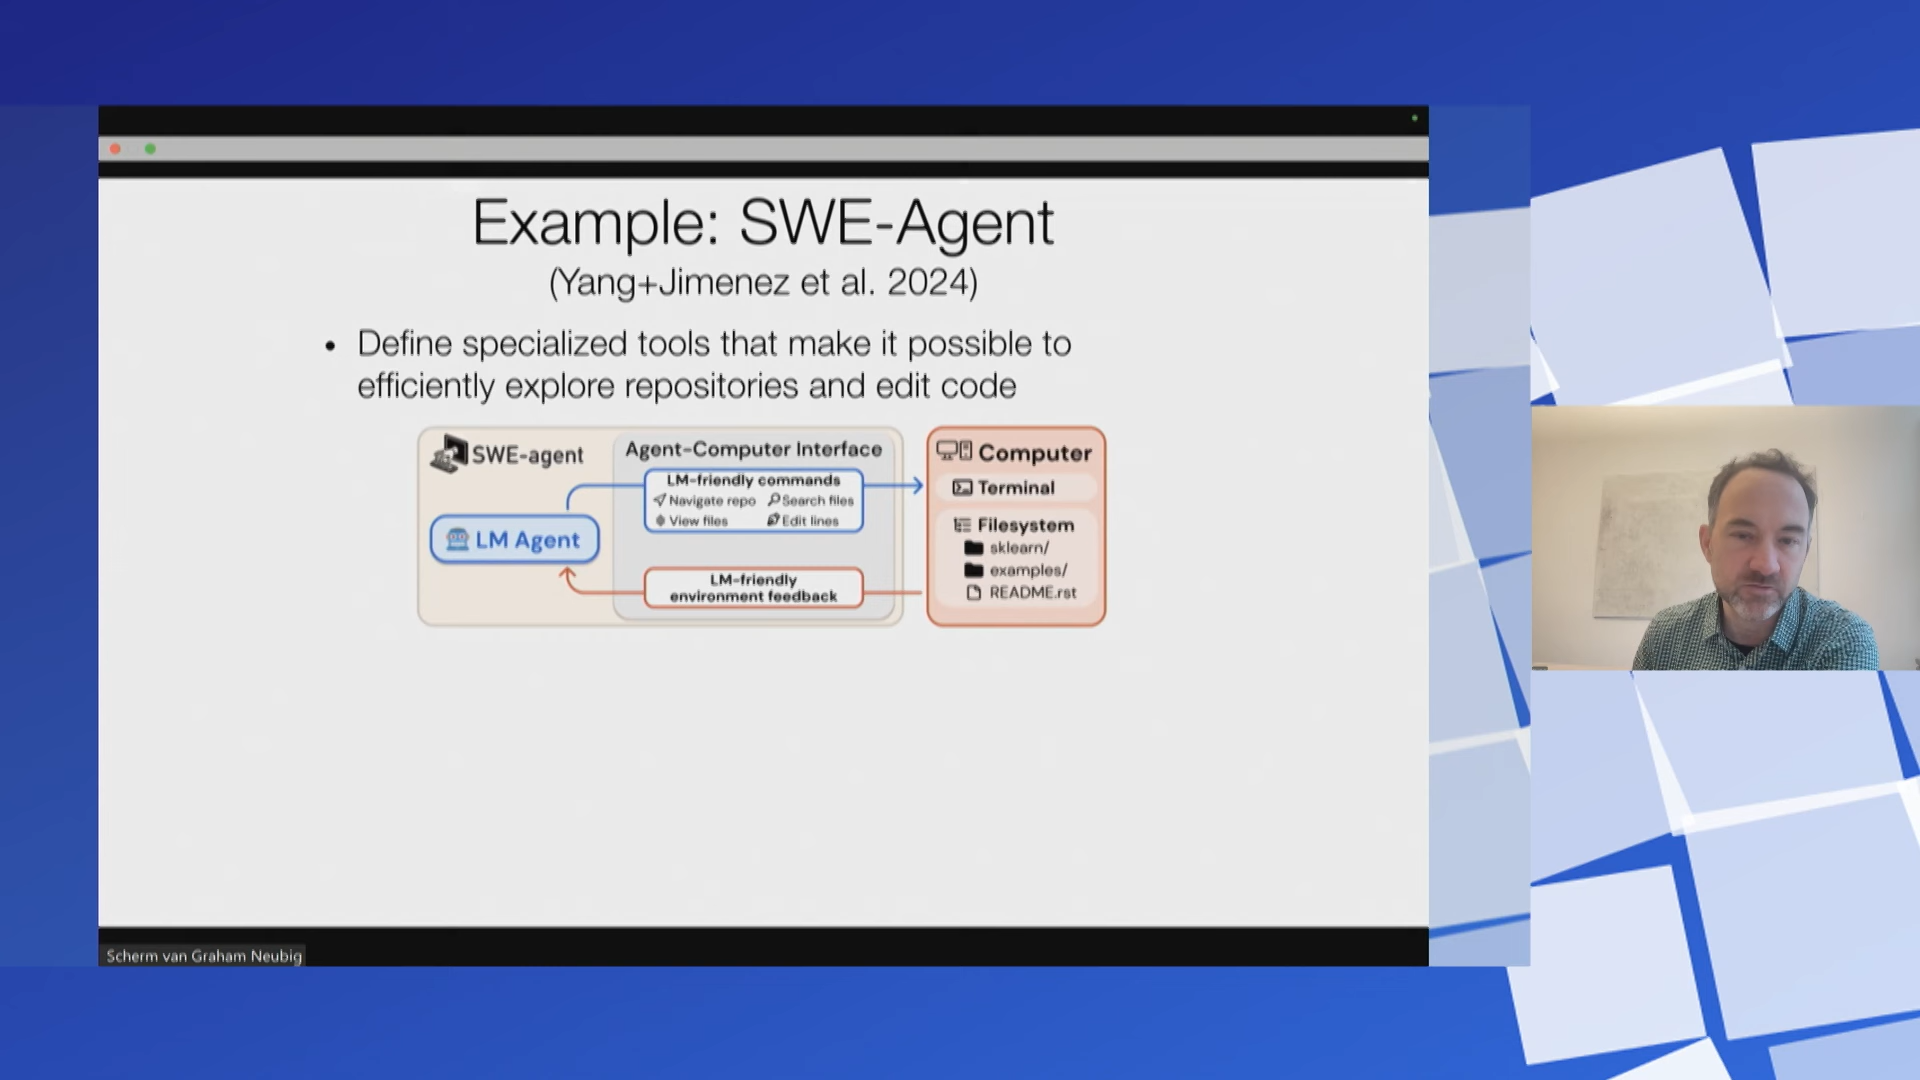 Example: SWE-Agent
(Yang+Jimenez et al. 2024)
• Define specialized tools that make it possible to
efficiently explore repositories and edit code
SWE-agent
LM Agent
Agent-Computer Interface
LM-friendly commands
Navigate repo Search files
View files Edit lines
LM-friendly
environment feedback
Computer
Terminal
Filesystem
sklearn/
examples/
README.rst
Scherm van Graham Neubig